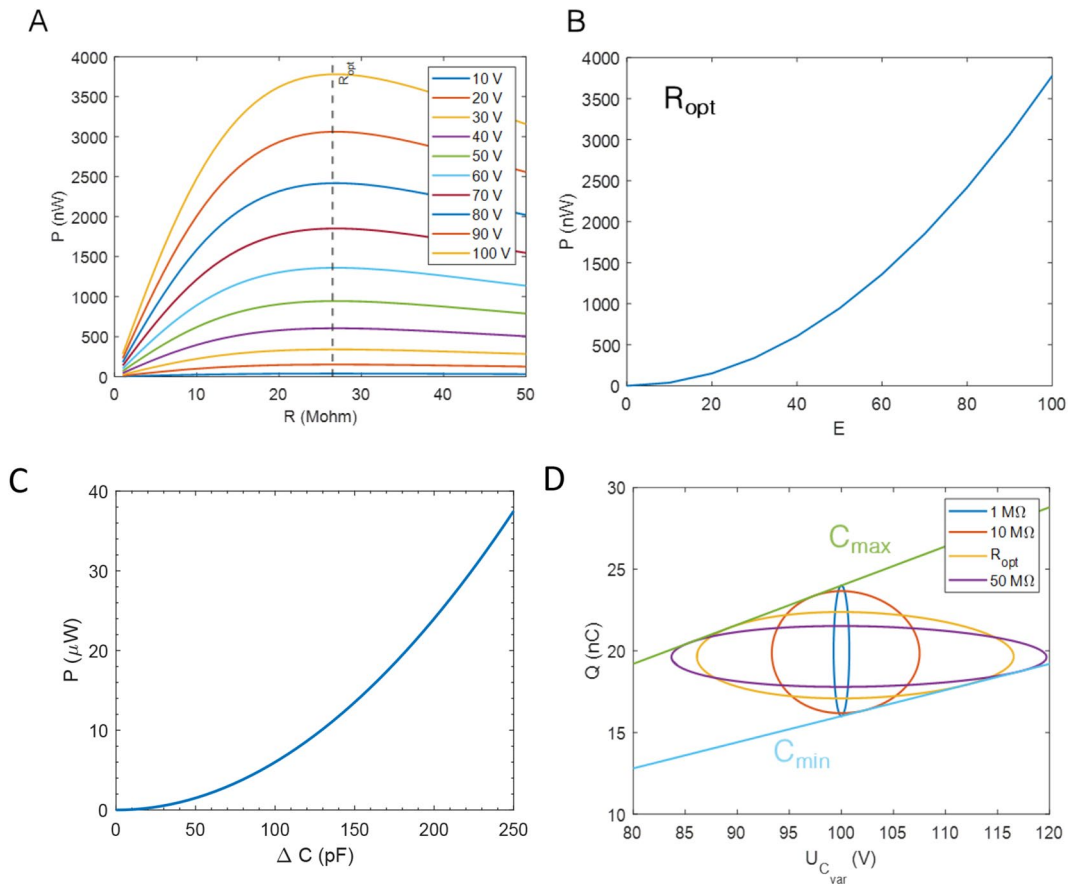 A
P (nW)
4000
3500
3000
2500
2000
1500
1000
500
0
0 10 20 30 40 50
R (Mohm)
R_opt
10 V
20 V
30 V
40 V
50 V
60 V
70 V
80 V
90 V
100 V
B
R_opt
P (nW)
4000
3500
3000
2500
2000
1500
1000
500
0
0 20 40 60 80 100
E
C
P (μW)
40
30
20
10
0
0 50 100 150 200 250
Δ C (pF)
D
Q (nC)
30
25
20
15
10
80 85 90 95 100 105 110 115 120
U_C_var (V)
C_max
C_min
1 MΩ
10 MΩ
R_opt
50 MΩ